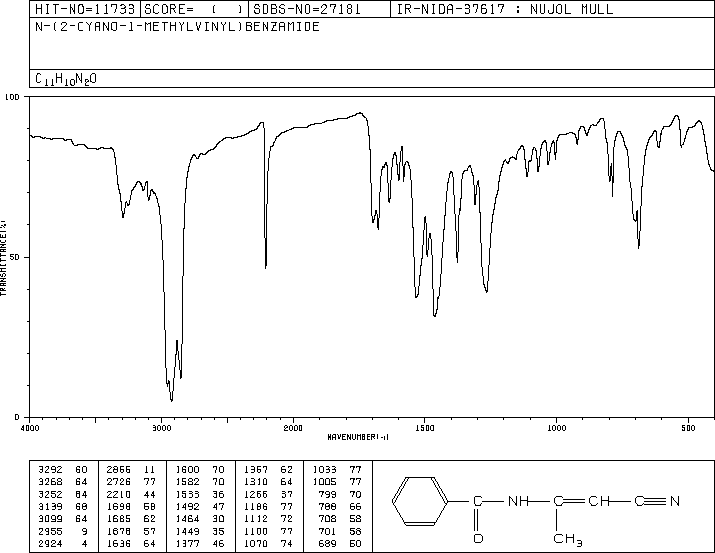 HIT-NO=11733 SCORE= ( ) SDBS-NO=27181 IR-NIDA-37617 : NUJOL MULL
N-(2-CYANO-1-METHYLVINYL)BENZAMIDE
C11H10N2O
100
50
0
TRANSMITTANCE(%)
4000 3000 2000 1500 1000 500
WAVENUMBER(-1)
3292 60 2866 11 1600 70 1367 62 1033 77
3268 64 2726 77 1582 70 1310 64 1005 77
3252 64 2210 44 1533 36 1266 37 799 70
3139 68 1698 58 1492 47 1186 77 788 66
3099 64 1685 62 1464 30 1112 72 708 58
2955 9 1678 57 1449 35 1100 77 701 58
2924 4 1636 64 1377 46 1070 74 689 50
C NH C CH C N
O CH3